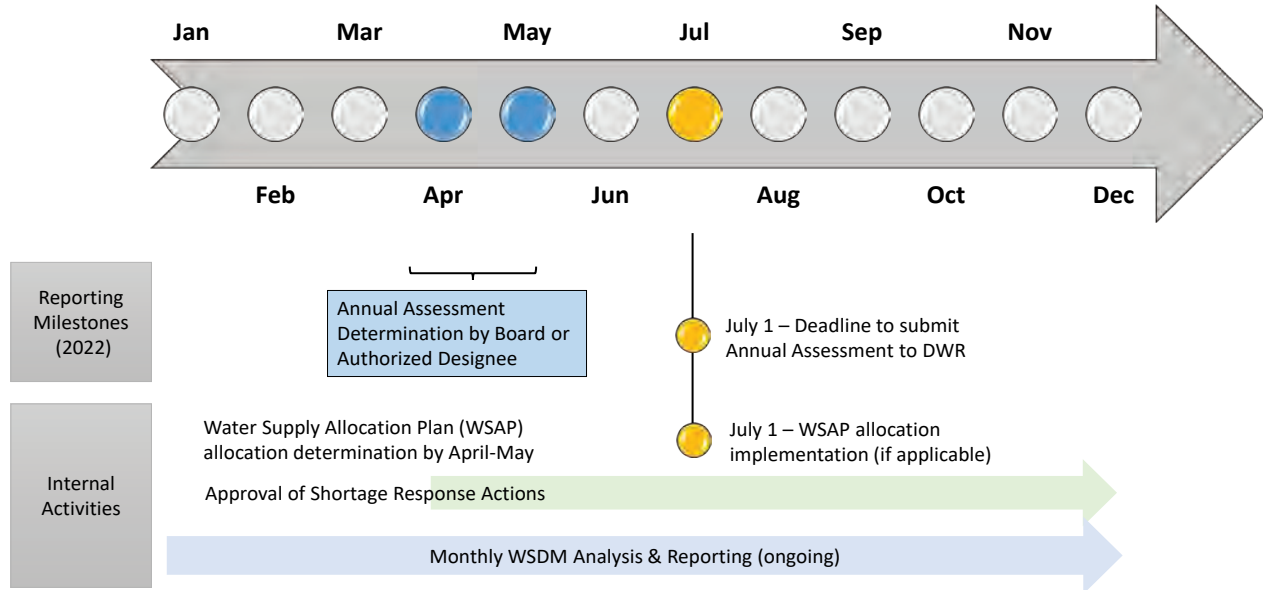 Jan Mar May Jul Sep Nov
Feb Apr Jun Aug Oct Dec
Reporting
Milestones
(2022)
Annual Assessment
Determination by Board or
Authorized Designee
July 1 – Deadline to submit
Annual Assessment to DWR
Internal
Activities
Water Supply Allocation Plan (WSAP)
allocation determination by April-May
July 1 – WSAP allocation
implementation (if applicable)
Approval of Shortage Response Actions
Monthly WSDM Analysis & Reporting (ongoing)